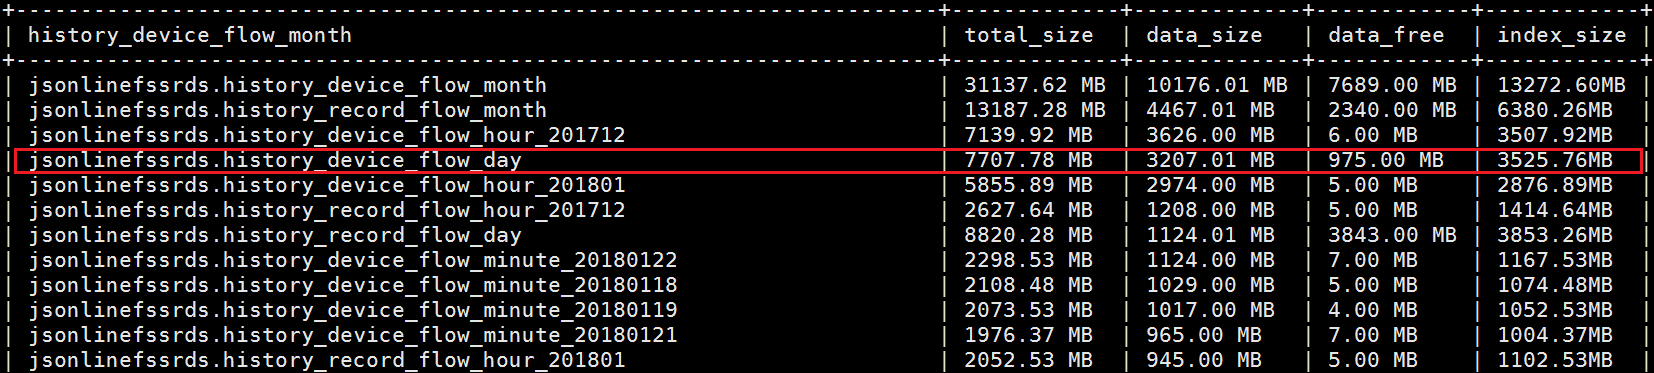 +---------------------------------------------------------------------------+--------------+--------------+-------------+-------------+
| history_device_flow_month | total_size | data_size | data_free | index_size |
+---------------------------------------------------------------------------+--------------+--------------+-------------+-------------+
| jsonlinefssrds.history_device_flow_month | 31137.62 MB | 10176.01 MB | 7689.00 MB | 13272.60MB |
| jsonlinefssrds.history_record_flow_month | 13187.28 MB | 4467.01 MB | 2340.00 MB | 6380.26MB |
| jsonlinefssrds.history_device_flow_hour_201712 | 7139.92 MB | 3626.00 MB | 6.00 MB | 3507.92MB |
| jsonlinefssrds.history_device_flow_day | 7707.78 MB | 3207.01 MB | 975.00 MB | 3525.76MB |
| jsonlinefssrds.history_device_flow_hour_201801 | 5855.89 MB | 2974.00 MB | 5.00 MB | 2876.89MB |
| jsonlinefssrds.history_record_flow_hour_201712 | 2627.64 MB | 1208.00 MB | 5.00 MB | 1414.64MB |
| jsonlinefssrds.history_record_flow_day | 8820.28 MB | 1124.01 MB | 3843.00 MB | 3853.26MB |
| jsonlinefssrds.history_device_flow_minute_20180122 | 2298.53 MB | 1124.00 MB | 7.00 MB | 1167.53MB |
| jsonlinefssrds.history_device_flow_minute_20180118 | 2108.48 MB | 1029.00 MB | 5.00 MB | 1074.48MB |
| jsonlinefssrds.history_device_flow_minute_20180119 | 2073.53 MB | 1017.00 MB | 4.00 MB | 1052.53MB |
| jsonlinefssrds.history_device_flow_minute_20180121 | 1976.37 MB | 965.00 MB | 7.00 MB | 1004.37MB |
| jsonlinefssrds.history_record_flow_hour_201801 | 2052.53 MB | 945.00 MB | 5.00 MB | 1102.53MB |